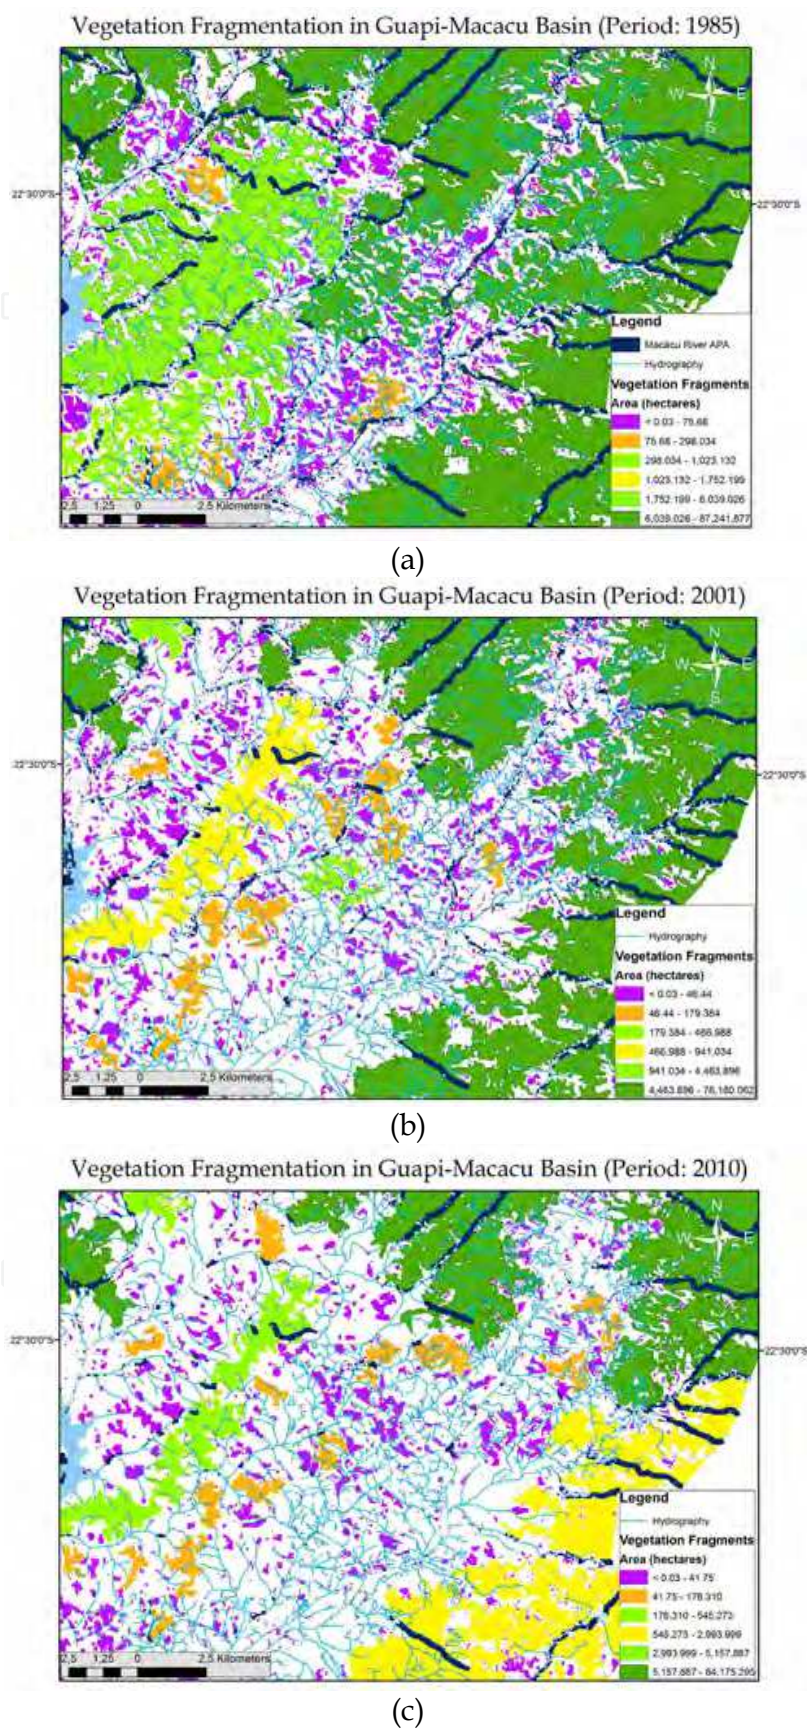 Vegetation Fragmentation in Guapi-Macacu Basin (Period: 1985)
N
W E
S
22°30'0"S
22°30'0"S
Legend
Macacu River APA
Hydrography
Vegetation Fragments
Area (hectares)
< 0.03 - 75.66
75.66 - 298.034
298.034 - 1,023.132
1,023.132 - 1,752.199
1,752.199 - 6,039.026
6,039.026 - 87,241.877
2,5 1,25 0 2,5 Kilometers
(a)
Vegetation Fragmentation in Guapi-Macacu Basin (Period: 2001)
N
W E
S
22°30'0"S
22°30'0"S
Legend
Hydrography
Vegetation Fragments
Area (hectares)
< 0.03 - 46.44
46.44 - 179.384
179.384 - 466.988
466.988 - 941.034
941.034 - 4,463.896
4,463.896 - 76,160.062
2,5 1,25 0 2,5 Kilometers
(b)
Vegetation Fragmentation in Guapi-Macacu Basin (Period: 2010)
N
W E
S
22°30'0"S
22°30'0"S
Legend
Hydrography
Vegetation Fragments
Area (hectares)
< 0.03 - 41.75
41.75 - 176.310
176.310 - 545.273
545.273 - 2,993.999
2,993.999 - 5,157.887
5,157.887 - 64,175.295
2,5 1,25 0 2,5 Kilometers
(c)